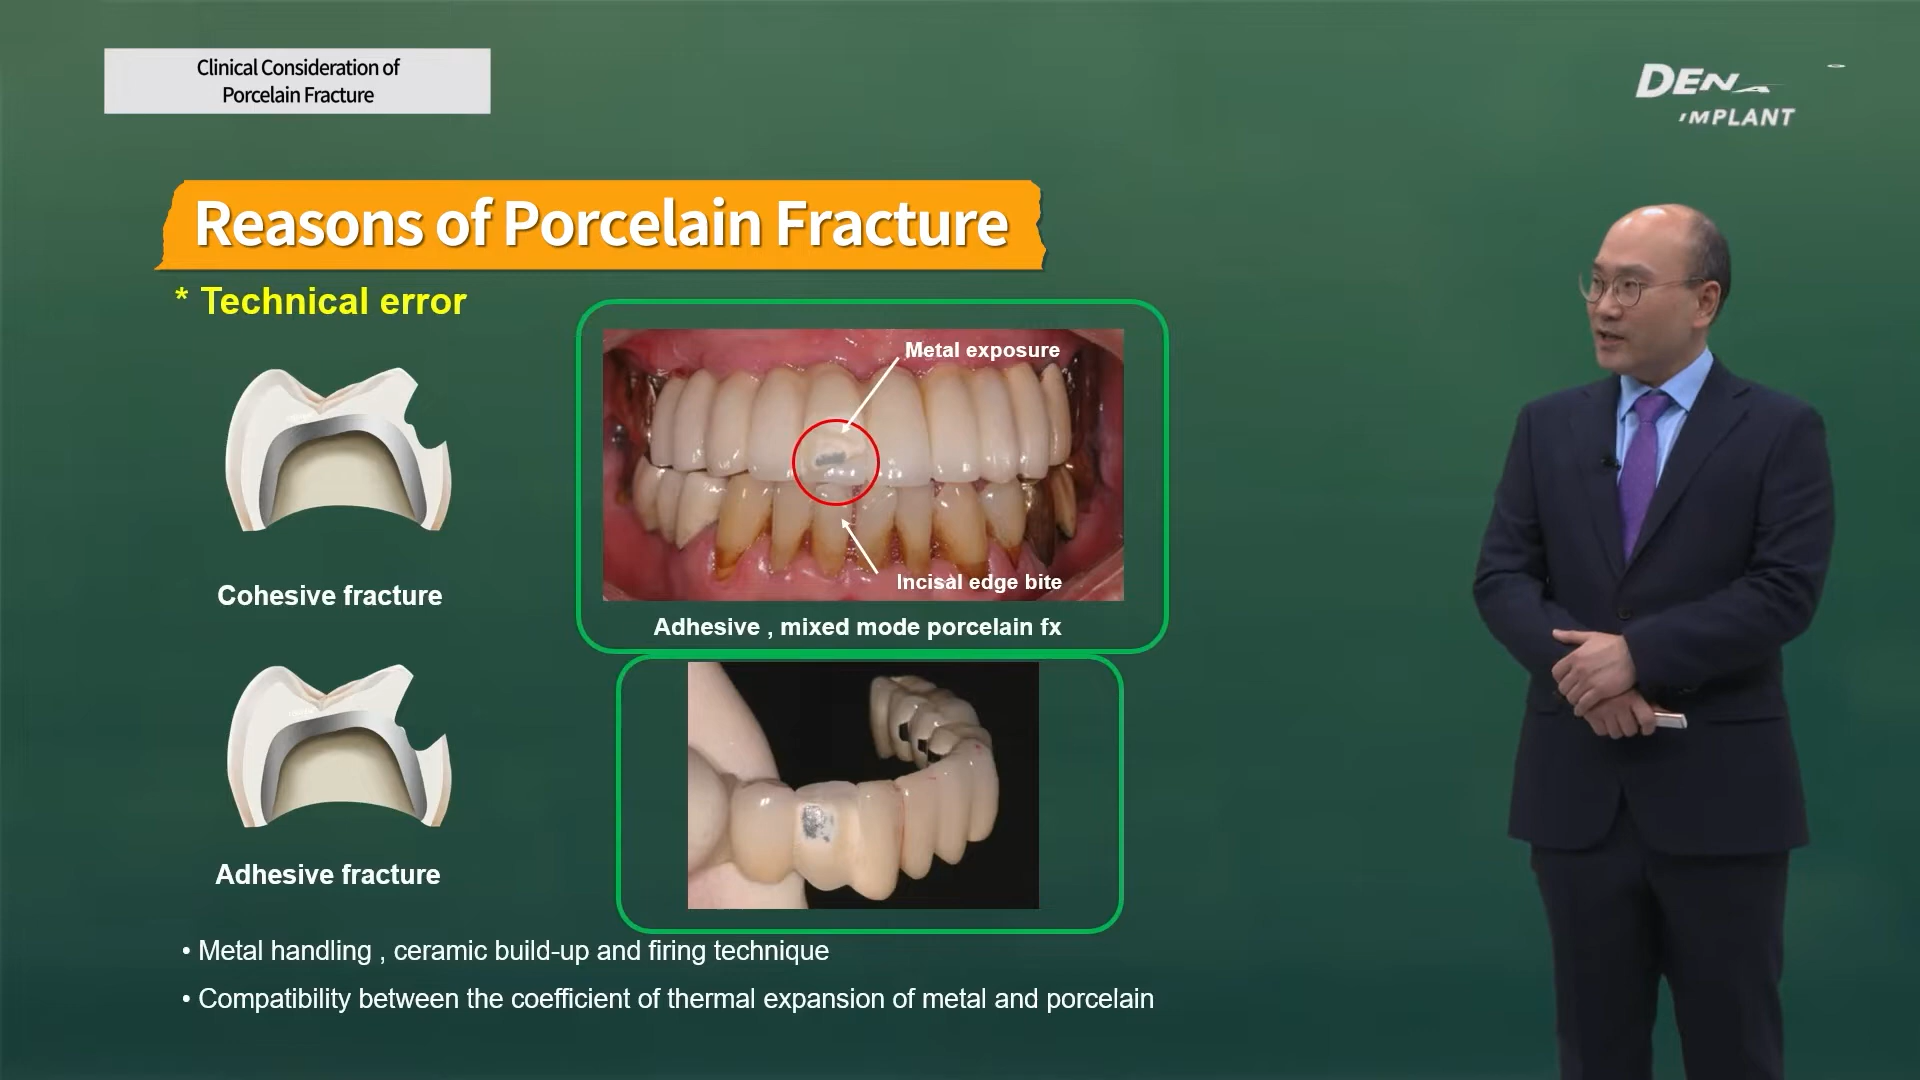 Clinical Consideration of
Porcelain Fracture
IMPLANT
Reasons of Porcelain Fracture
* Technical error
Metal exposure
Incisal edge bite
Cohesive fracture
Adhesive , mixed mode porcelain fx
Adhesive fracture
• Metal handling , ceramic build-up and firing technique
• Compatibility between the coefficient of thermal expansion of metal and porcelain